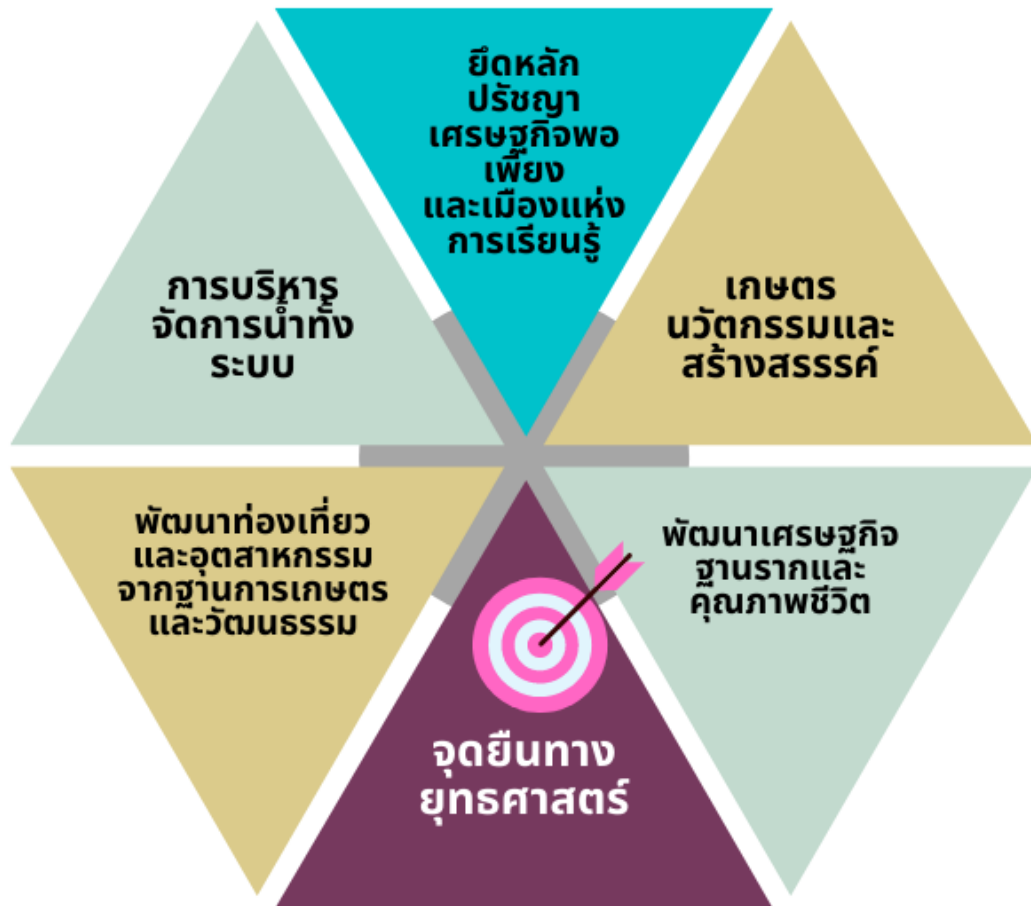 ยึดหลัก
ปรัชญา
เศรษฐกิจพอ
เพียง
และเมืองแห่ง
การเรียนรู้
การบริหาร
จัดการน้ำทั้ง
ระบบ
เกษตร
นวัตกรรมและ
สร้างสรรรค์
พัฒนาท่องเที่ยว
และอุตสาหกรรม
จากฐานการเกษตร
และวัฒนธรรม
พัฒนาเศรษฐกิจ
ฐานรากและ
คุณภาพชีวิต
จุดยืนทาง
ยุทธศาสตร์